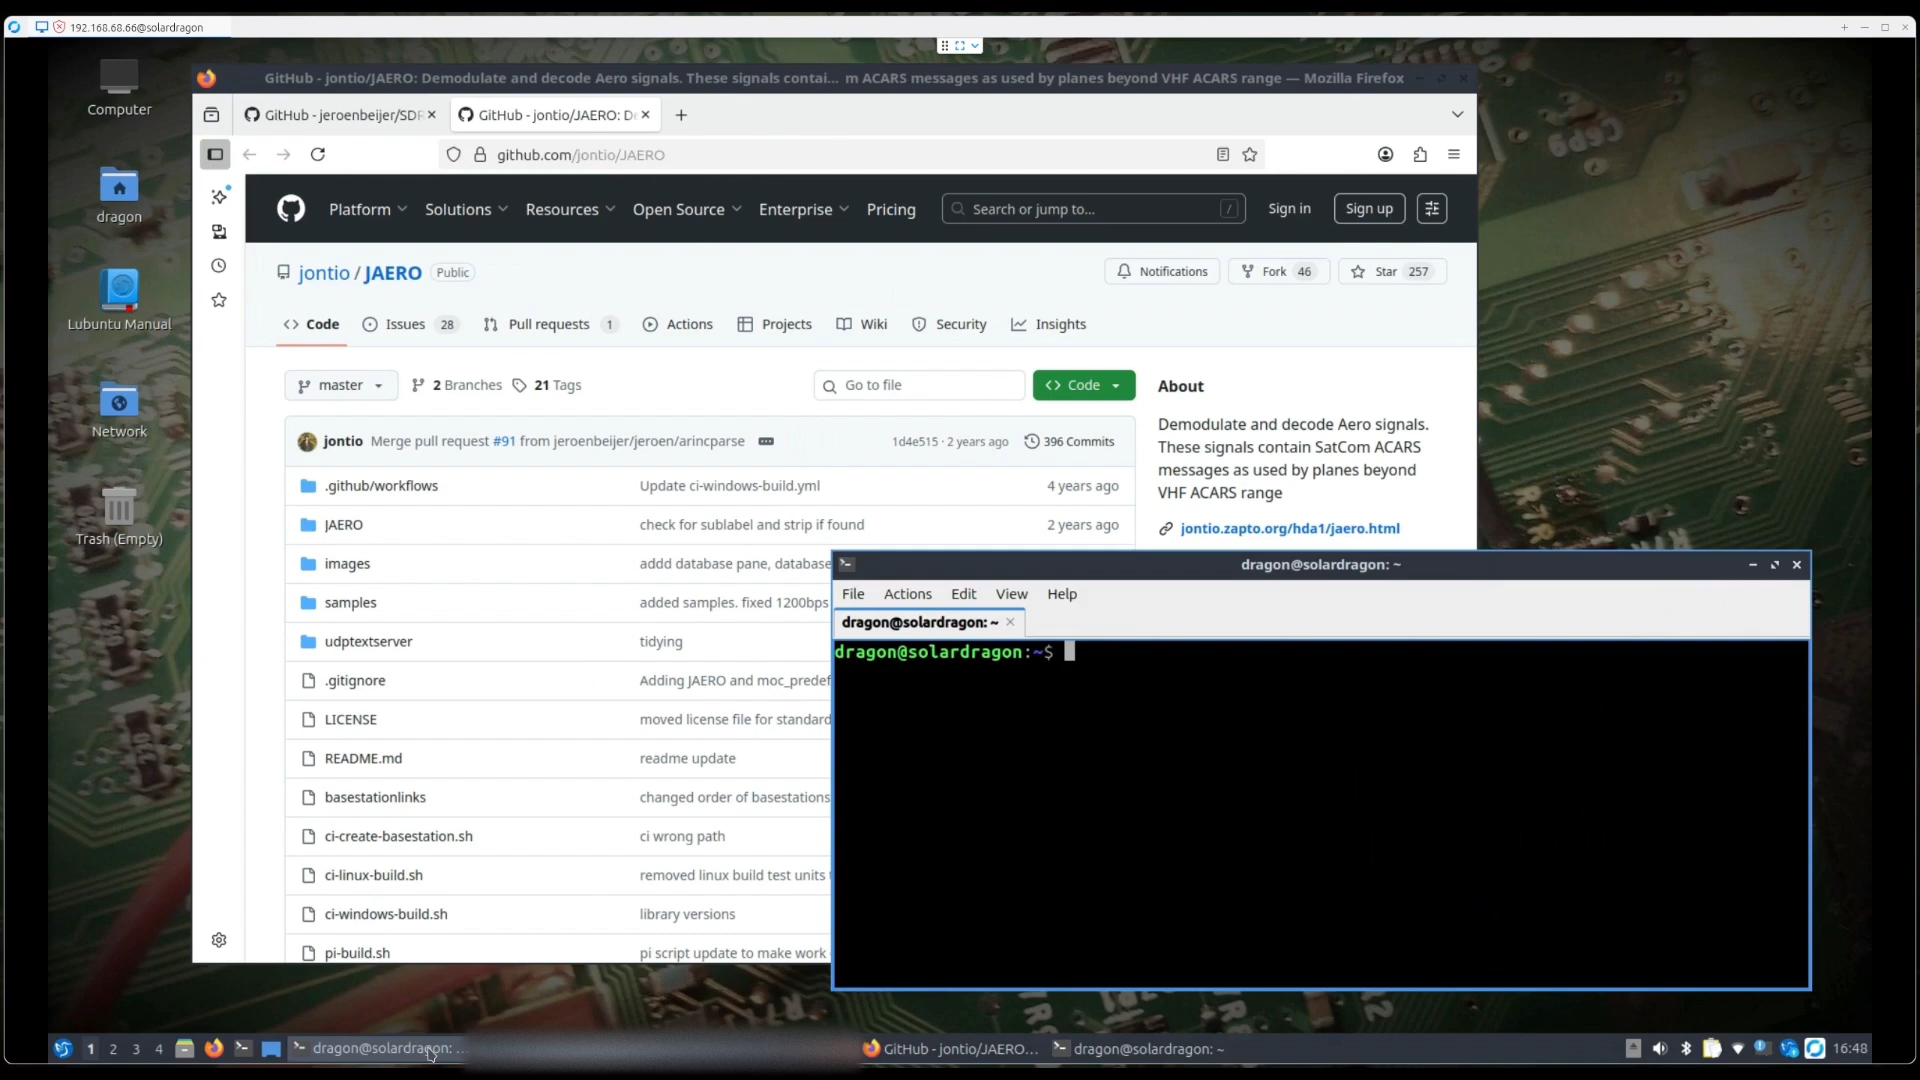 192.168.68.66@solardragon
GitHub - jontio/JAERO: Demodulate and decode Aero signals. These signals contai... m ACARS messages as used by planes beyond VHF ACARS range — Mozilla Firefox
GitHub - jeroenbeijer/SDR
GitHub - jontio/JAERO: De
github.com/jontio/JAERO
Platform
Solutions
Resources
Open Source
Enterprise
Pricing
Search or jump to...
/
Sign in
Sign up
jontio / JAERO Public
Notifications
Fork 46
Star 257
Code
Issues 28
Pull requests 1
Actions
Projects
Wiki
Security
Insights
master
2 Branches
21 Tags
Go to file
Code
jontio Merge pull request #91 from jeroenbeijer/jeroen/arincparse 1d4e515 · 2 years ago 396 Commits
.github/workflows Update ci-windows-build.yml 4 years ago
JAERO check for sublabel and strip if found 2 years ago
images addd database pane, database
samples added samples. fixed 1200bps
udptextserver tidying
.gitignore Adding JAERO and moc_predef
LICENSE moved license file for standard
README.md readme update
basestationlinks changed order of basestations
ci-create-basestation.sh ci wrong path
ci-linux-build.sh removed linux build test units
ci-windows-build.sh library versions
pi-build.sh pi script update to make work
About
Demodulate and decode Aero signals.
These signals contain SatCom ACARS
messages as used by planes beyond
VHF ACARS range
jontio.zapto.org/hda1/jaero.html
Computer
dragon
Lubuntu Manual
Network
Trash (Empty)
dragon@solardragon: ~
File Actions Edit View Help
dragon@solardragon: ~
dragon@solardragon:~$
1 2 3 4
dragon@solardragon: ...
GitHub - jontio/JAERO...
dragon@solardragon: ~
16:48